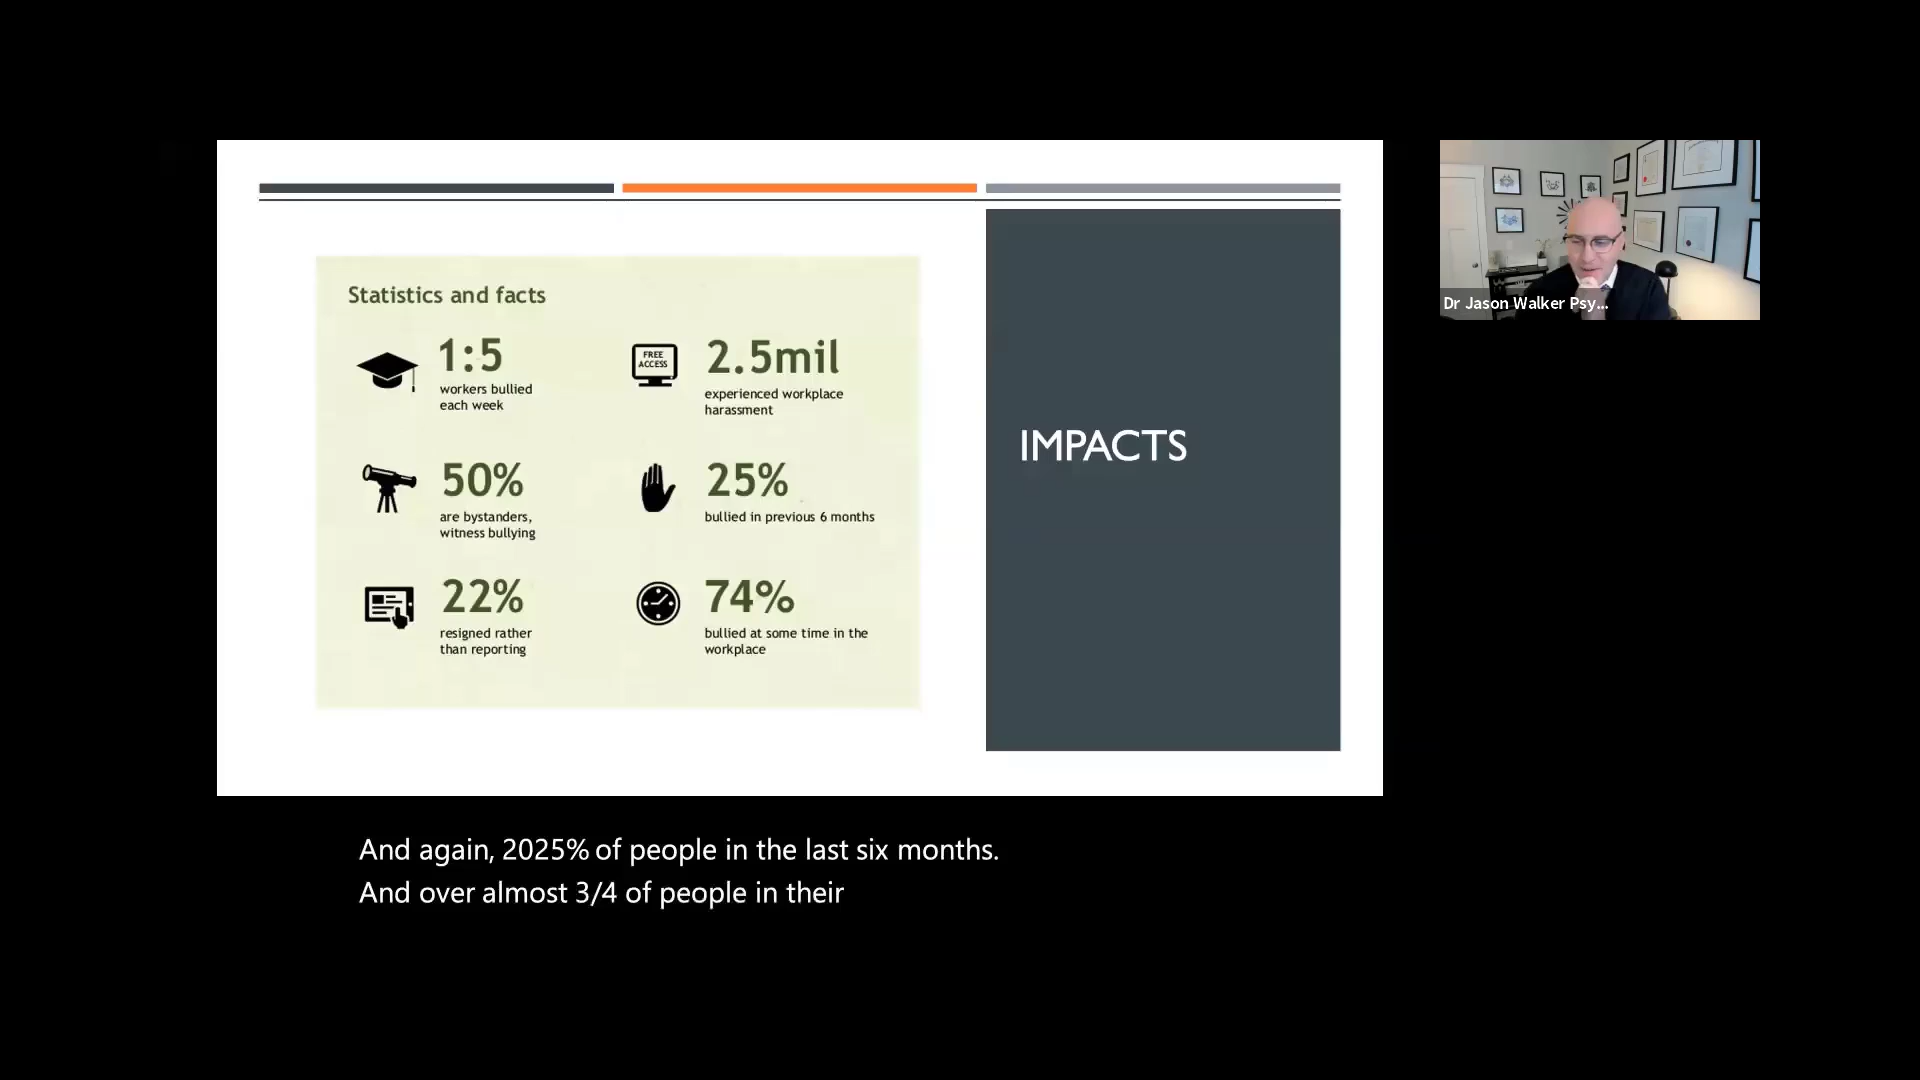 Statistics and facts
1:5
workers bullied
each week
FREE
ACCESS
2.5mil
experienced workplace
harassment
50%
are bystanders,
witness bullying
25%
bullied in previous 6 months
22%
resigned rather
than reporting
74%
bullied at some time in the
workplace
IMPACTS
Dr Jason Walker Psy...
And again, 2025% of people in the last six months.
And over almost 3/4 of people in their